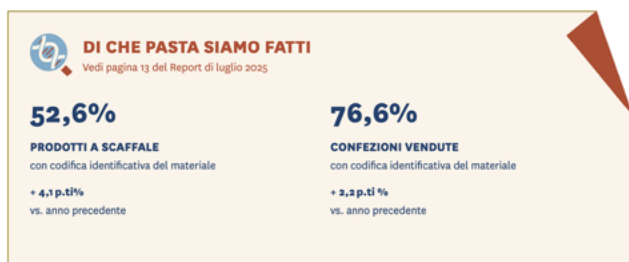 DI CHE PASTA SIAMO FATTI
Vedi pagina 13 del Report di luglio 2025
52,6%
PRODOTTI A SCAFFALE
con codifica identificativa del materiale
+ 4,1 p.ti%
vs. anno precedente
76,6%
CONFEZIONI VENDUTE
con codifica identificativa del materiale
+ 2,2 p.ti %
vs. anno precedente